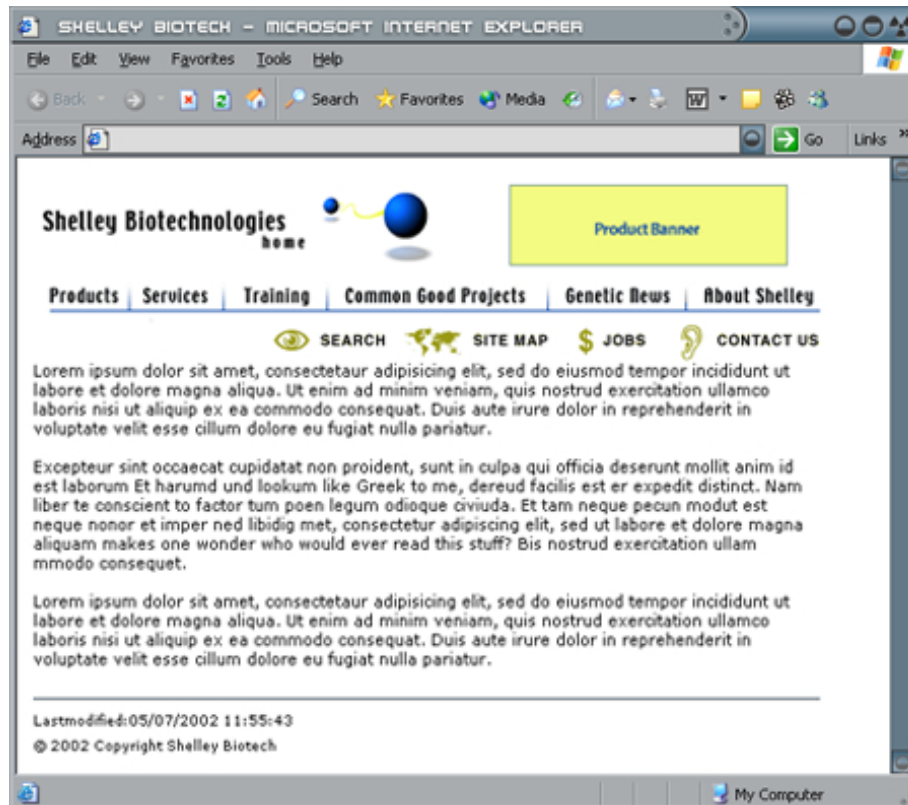 SHELLEY BIOTECH - MICROSOFT INTERNET EXPLORER
File Edit View Favorites Tools Help
Back Search Favorites Media W
Address Go Links »
Shelley Biotechnologies
home
Product Banner
Products Services Training Common Good Projects Genetic News About Shelley
SEARCH SITE MAP $ JOBS CONTACT US
Lorem ipsum dolor sit amet, consectetaur adipisicing elit, sed do eiusmod tempor incididunt ut
labore et dolore magna aliqua. Ut enim ad minim veniam, quis nostrud exercitation ullamco
laboris nisi ut aliquip ex ea commodo consequat. Duis aute irure dolor in reprehenderit in
voluptate velit esse cillum dolore eu fugiat nulla pariatur.
Excepteur sint occaecat cupidatat non proident, sunt in culpa qui officia deserunt mollit anim id
est laborum Et harumd und lookum like Greek to me, dereud facilis est er expedit distinct. Nam
liber te conscient to factor tum poen legum odioque civiuda. Et tam neque pecun modut est
neque nonor et imper ned libidig met, consectetur adipiscing elit, sed ut labore et dolore magna
aliquam makes one wonder who would ever read this stuff? Bis nostrud exercitation ullam
mmodo consequet.
Lorem ipsum dolor sit amet, consectetaur adipisicing elit, sed do eiusmod tempor incididunt ut
labore et dolore magna aliqua. Ut enim ad minim veniam, quis nostrud exercitation ullamco
laboris nisi ut aliquip ex ea commodo consequat. Duis aute irure dolor in reprehenderit in
voluptate velit esse cillum dolore eu fugiat nulla pariatur.
Lastmodified:05/07/2002 11:55:43
© 2002 Copyright Shelley Biotech
My Computer